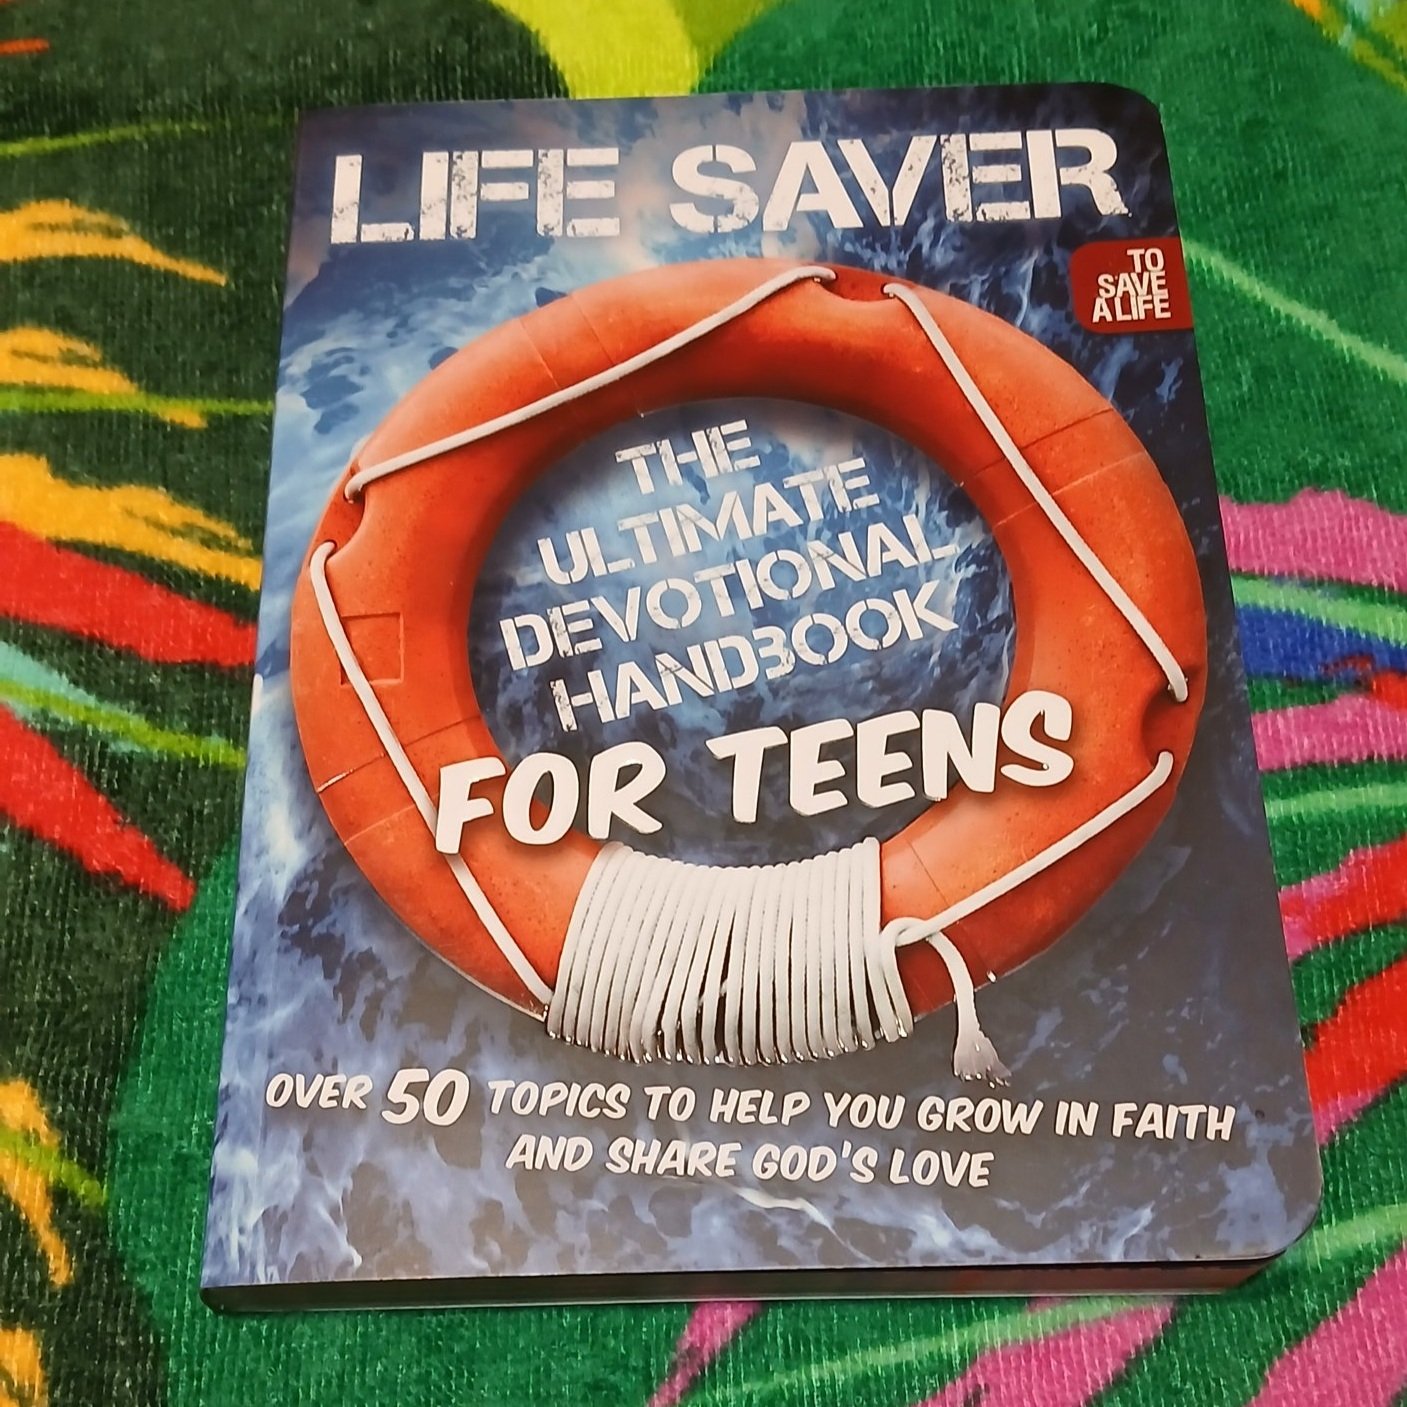 LIFE SAVER
TO
SAVE
A LIFE
THE
ULTIMATE
DEVOTIONAL
HANDBOOK
FOR TEENS
OVER 50 TOPICS TO HELP YOU GROW IN FAITH
AND SHARE GOD'S LOVE